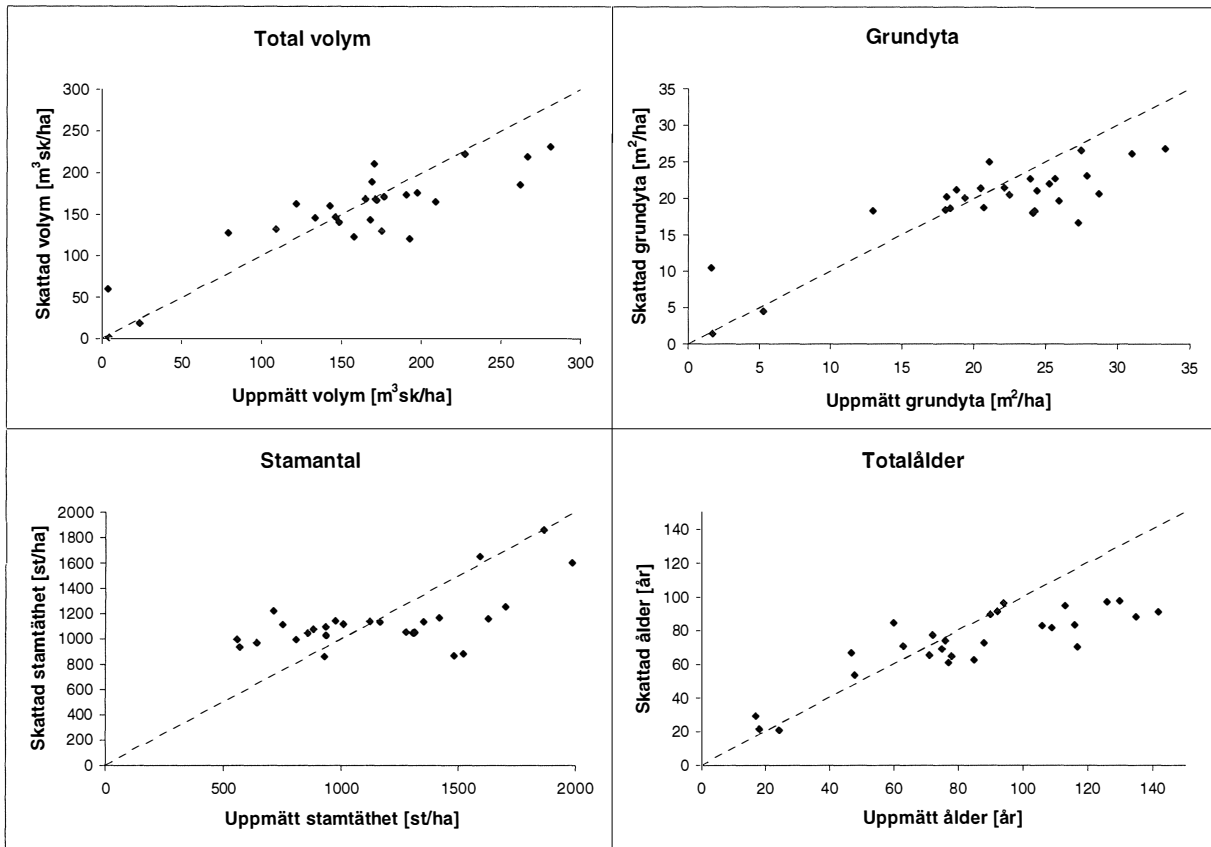 Total volym
Skattad volym [m³sk/ha]
300
250
200
150
100
50
0
0 50 100 150 200 250 300
Uppmätt volym [m³sk/ha]
Grundyta
Skattad grundyta [m²/ha]
35
30
25
20
15
10
5
0
0 5 10 15 20 25 30 35
Uppmätt grundyta [m²/ha]
Stamantal
Skattad stamtäthet [st/ha]
2000
1800
1600
1400
1200
1000
800
600
400
200
0
0 500 1000 1500 2000
Uppmätt stamtäthet [st/ha]
Totalålder
Skattad ålder [år]
140
120
100
80
60
40
20
0
0 20 40 60 80 100 120 140
Uppmätt ålder [år]